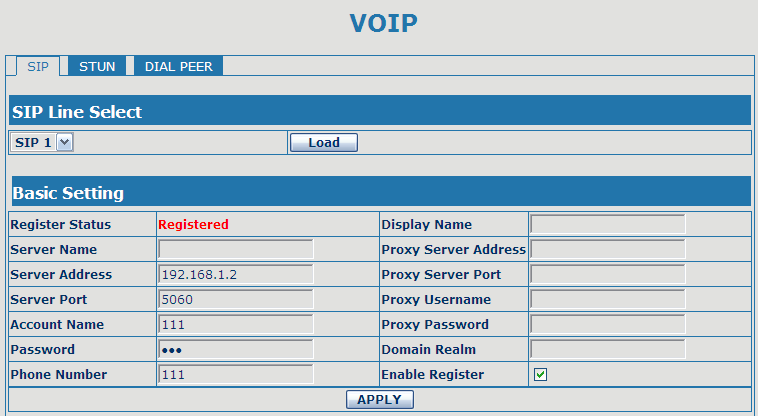 VOIP
SIP STUN DIAL PEER
SIP Line Select
SIP 1 Load
Basic Setting
Register Status Registered Display Name
Server Name Proxy Server Address
Server Address 192.168.1.2 Proxy Server Port
Server Port 5060 Proxy Username
Account Name 111 Proxy Password
Password ●●● Domain Realm
Phone Number 111 Enable Register
APPLY